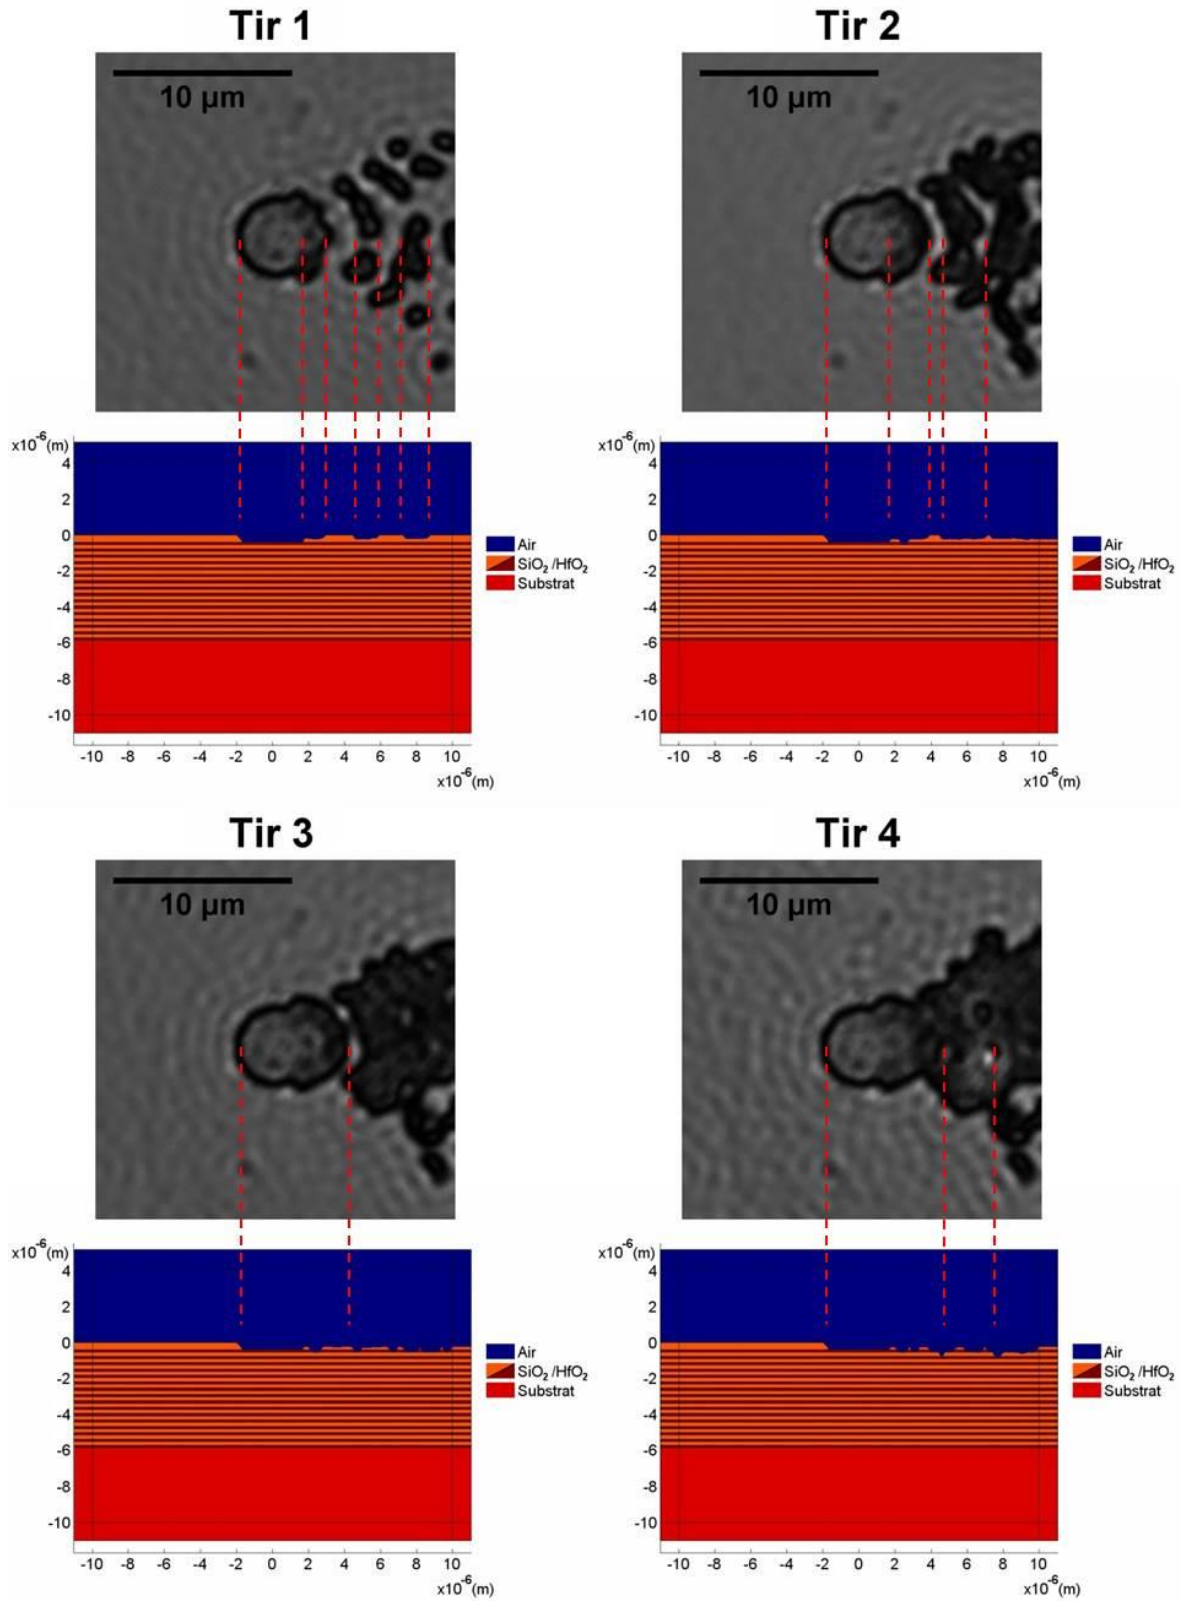 Tir 1
Tir 2
10 µm
10 µm
x10⁻⁶(m)
4
2
0
-2
-4
-6
-8
-10
-10 -8 -6 -4 -2 0 2 4 6 8 10
x10⁻⁶(m)
Air
SiO₂ /HfO₂
Substrat
x10⁻⁶(m)
4
2
0
-2
-4
-6
-8
-10
-10 -8 -6 -4 -2 0 2 4 6 8 10
x10⁻⁶(m)
Air
SiO₂ /HfO₂
Substrat
Tir 3
Tir 4
10 µm
10 µm
x10⁻⁶(m)
4
2
0
-2
-4
-6
-8
-10
-10 -8 -6 -4 -2 0 2 4 6 8 10
x10⁻⁶(m)
Air
SiO₂ /HfO₂
Substrat
x10⁻⁶(m)
4
2
0
-2
-4
-6
-8
-10
-10 -8 -6 -4 -2 0 2 4 6 8 10
x10⁻⁶(m)
Air
SiO₂ /HfO₂
Substrat